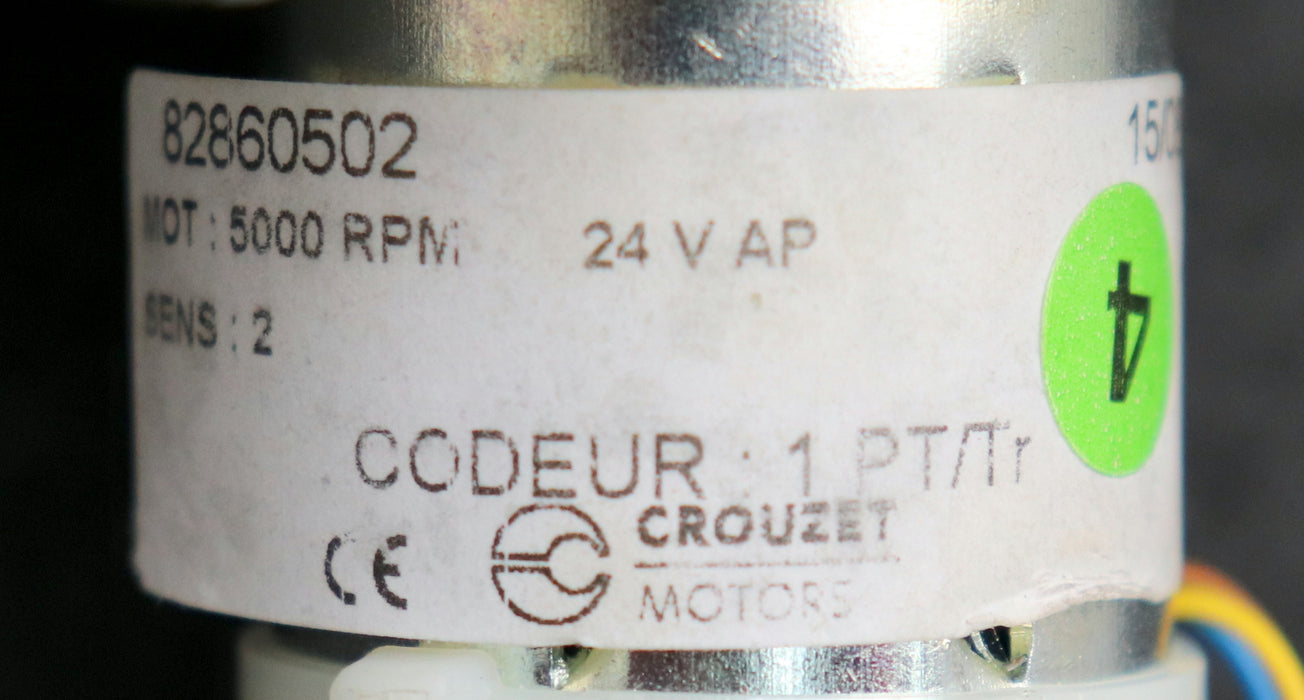 82860502
MOT : 5000 RPM 24 V AP
SENS : 2
4
CODEUR : 1 PT/Tr
CE
CROUZET
MOTORS